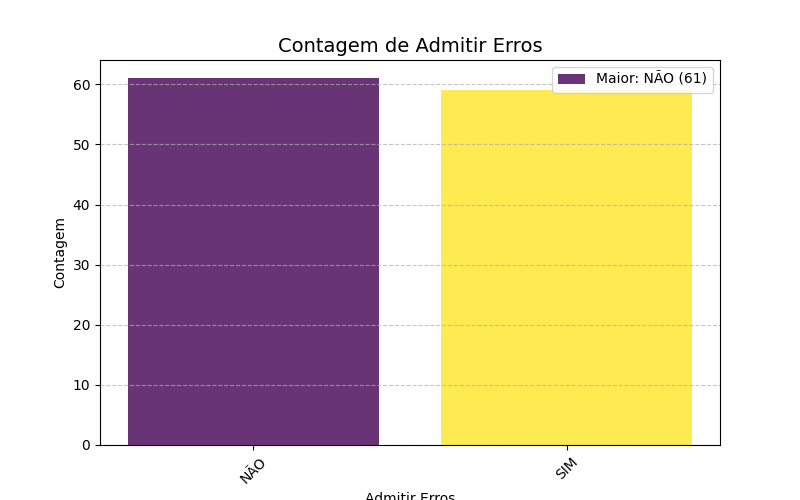 Contagem de Admitir Erros
Maior: NÃO (61)
60
50
40
30
20
10
0
Contagem
NÃO
SIM
Admitir Erros